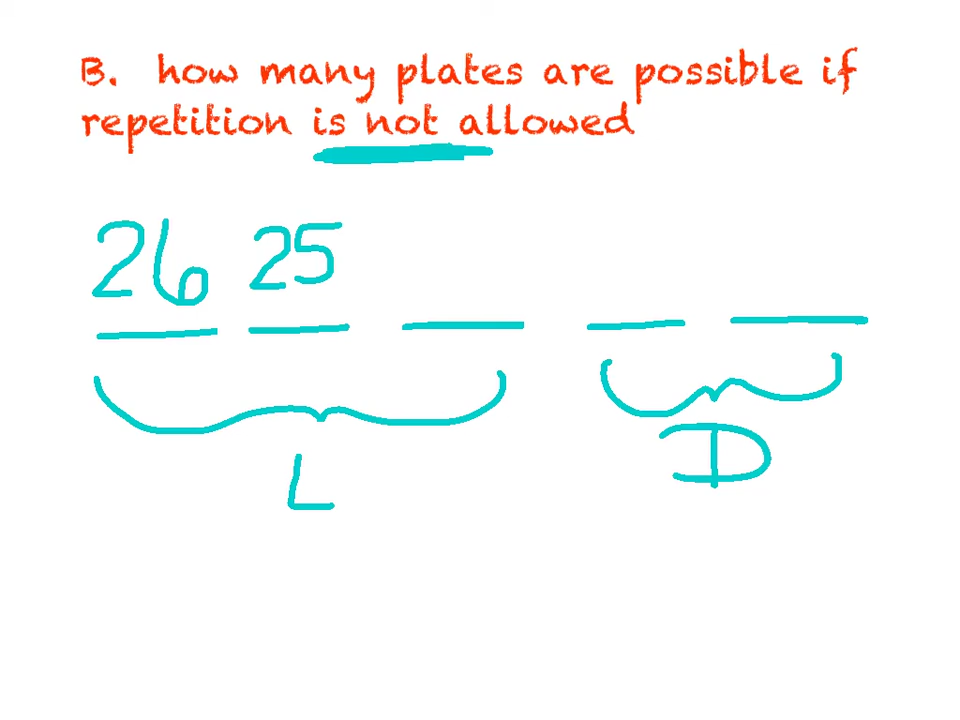 B. how many plates are possible if
repetition is not allowed
26 25
L D